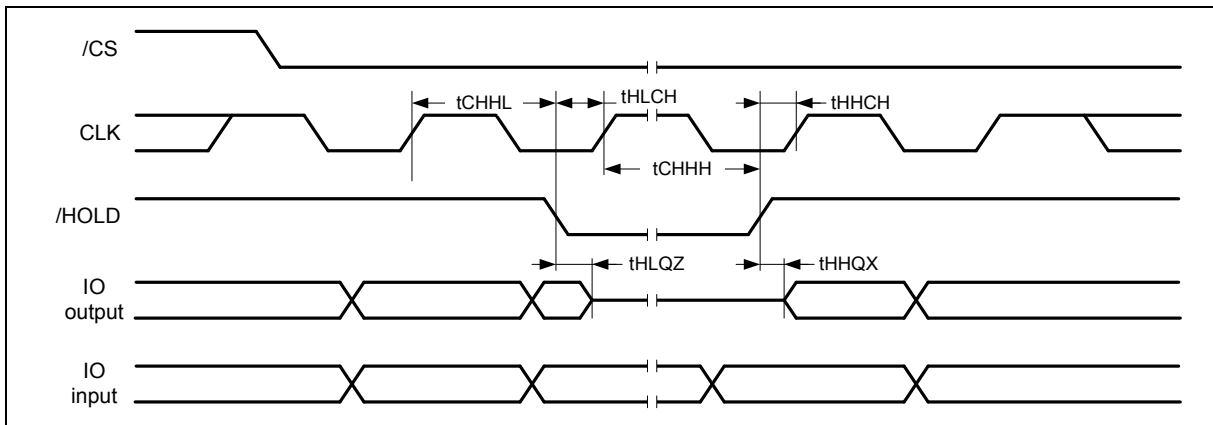 /CS
tCHHL
tHLCH
tHHCH
CLK
tCHHH
/HOLD
tHLQZ
tHHQX
IO
output
IO
input